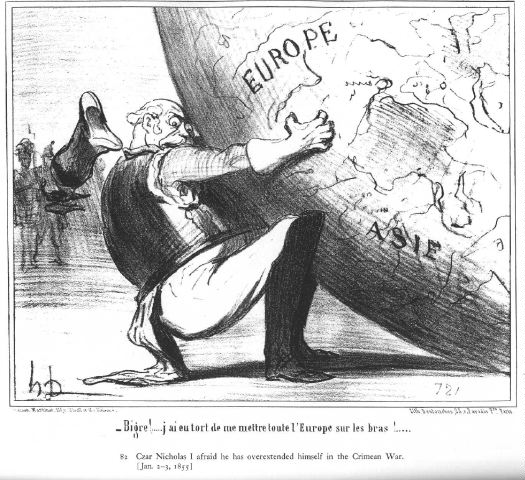 EUROPE
ASIE
h.D.
721
Bigre!....j'ai eu tort de me mettre toute l'Europe sur les bras!.....
82 Czar Nicholas I afraid he has overextended himself in the Crimean War.
[Jan. 2-3, 1855]